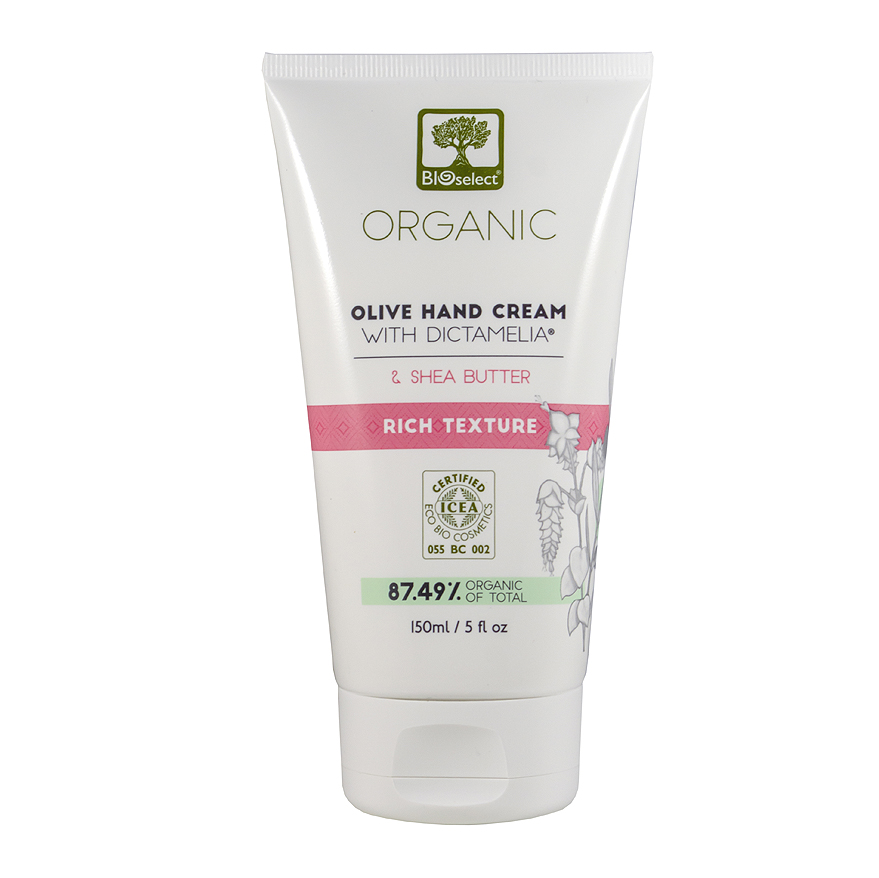 BIOselect®
ORGANIC
OLIVE HAND CREAM
WITH DICTAMELIA®
& SHEA BUTTER
RICH TEXTURE
CERTIFIED
ICEA
ECO BIO COSMETICS
055 BC 002
87.49% ORGANIC
OF TOTAL
150ml / 5 fl oz